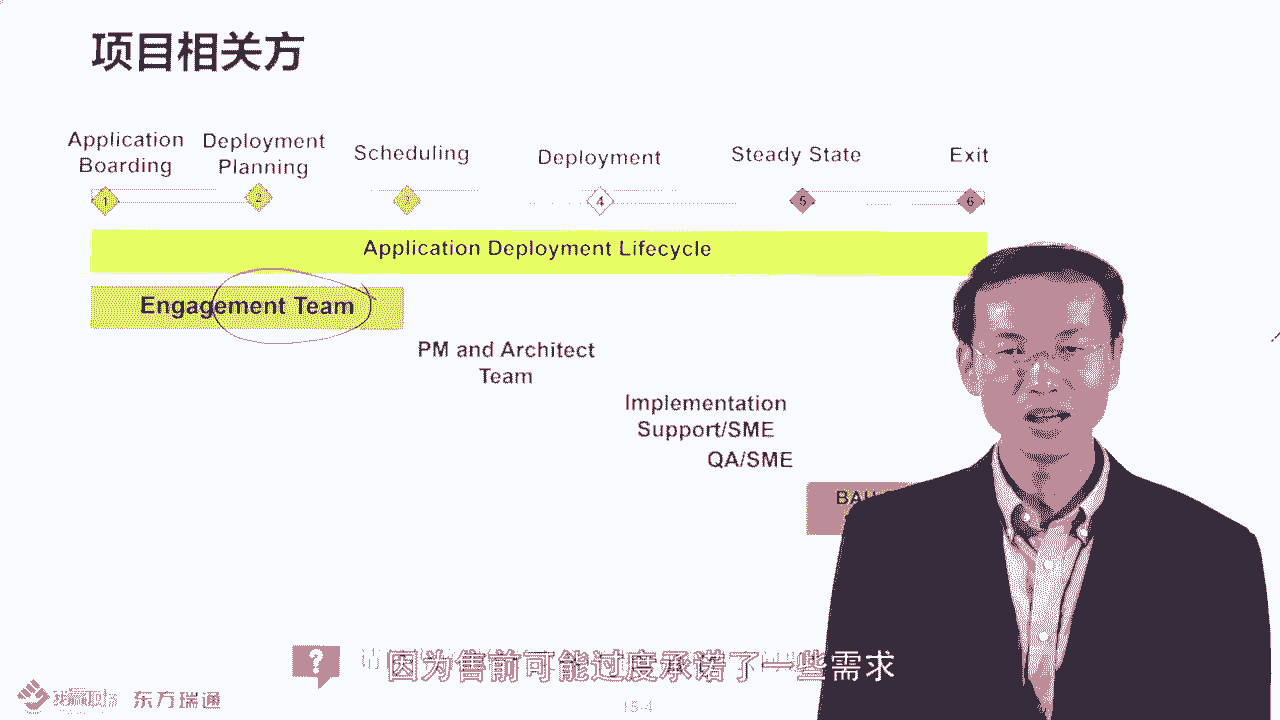 项目相关方
Application
Boarding
Deployment
Planning
Scheduling
Deployment
Steady State
Exit
1
2
3
4
5
6
Application Deployment Lifecycle
Engagement Team
PM and Architect
Team
Implementation
Support/SME
QA/SME
BAU
?
请
因为售前可能过度承诺了一些需求
东方瑞通
15-4